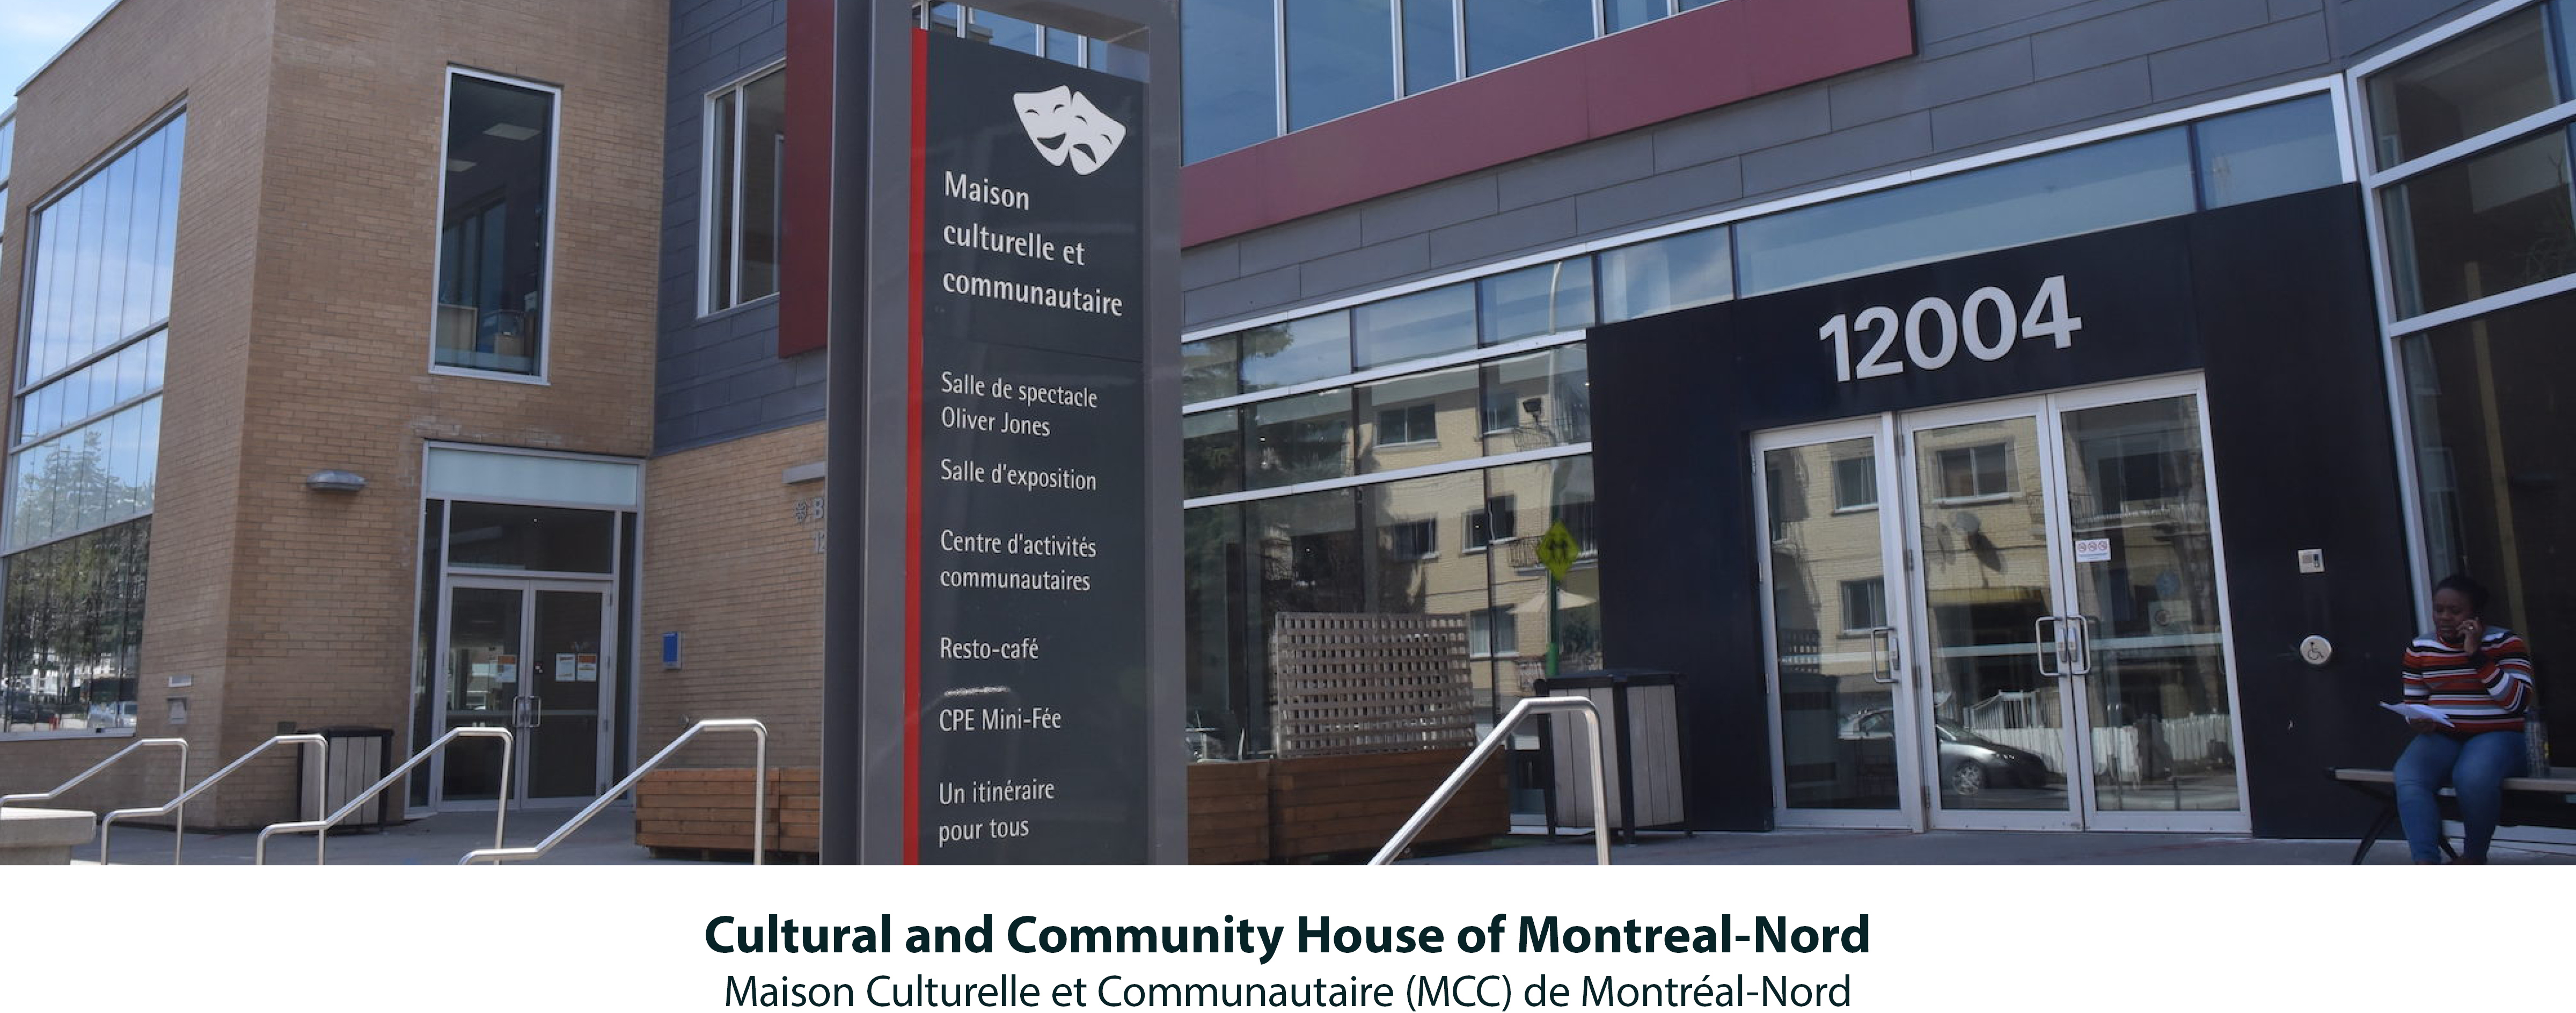 Maison
culturelle et
communautaire
Salle de spectacle
Oliver Jones
Salle d'exposition
Centre d'activités
communautaires
Resto-café
CPE Mini-Fée
Un itinéraire
pour tous
12004
Cultural and Community House of Montreal-Nord
Maison Culturelle et Communautaire (MCC) de Montréal-Nord